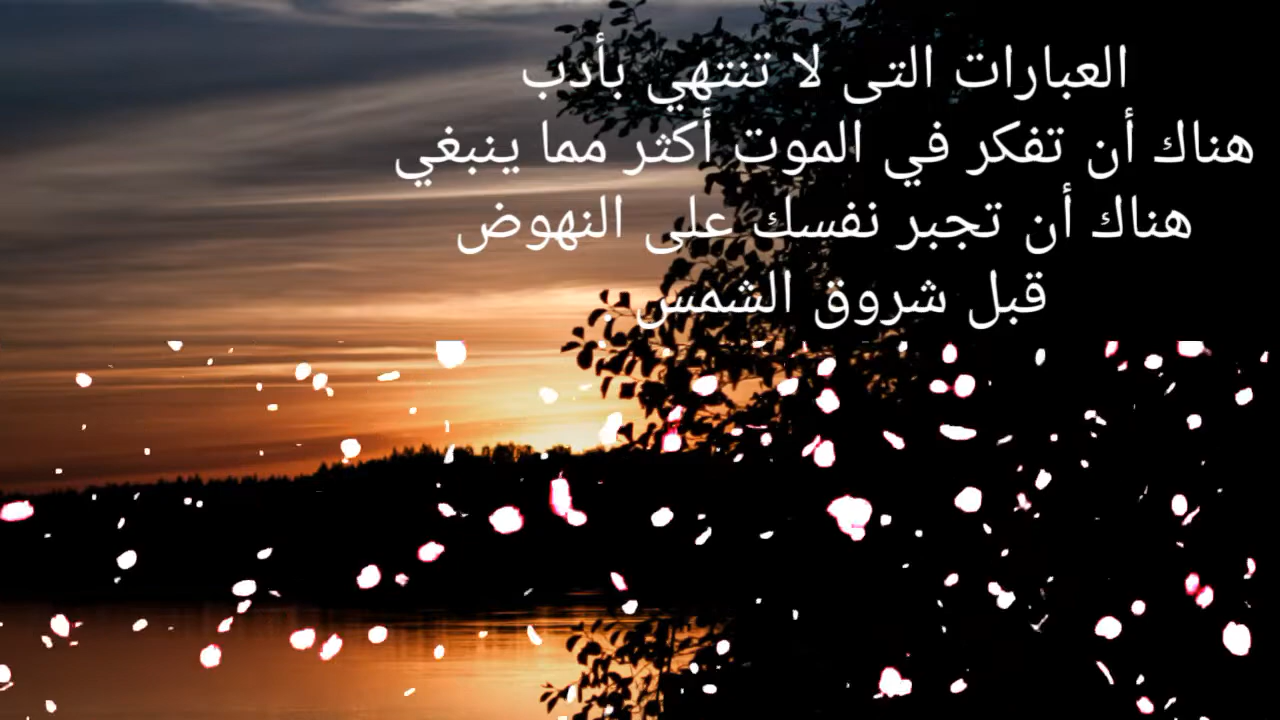 العبارات التى لا تنتهي بأدب
هناك أن تفكر في الموت أكثر مما ينبغي
هناك أن تجبر نفسك على النهوض
قبل شروق الشمس .